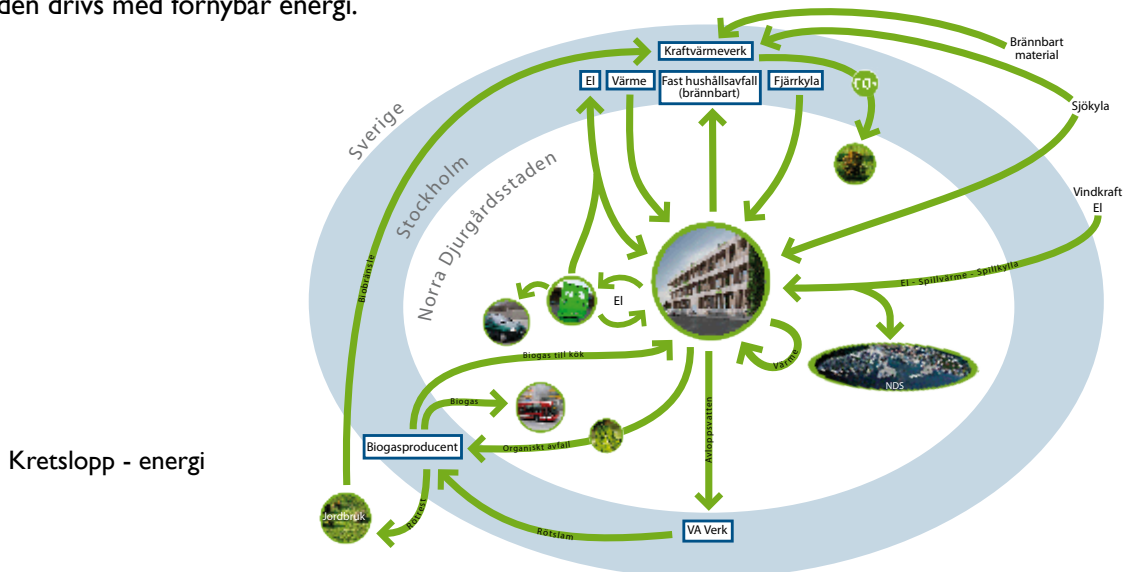 den drivs med förnybar energi.
Brännbart
material
Kraftvärmeverk
El
Värme
Fast hushållsavfall
(brännbart)
Fjärrkyla
CO₂
Sjökyla
Sverige
Stockholm
Norra Djurgårdsstaden
Vindkraft
El
Biobränsle
El - Spillvärme - Spillkylla
El
Biogas till kök
Värme
NDS
Biogas
Avloppsvatten
Organiskt avfall
Biogasproducent
Kretslopp - energi
Jordbruk
Rötrest
Rötslam
VA Verk